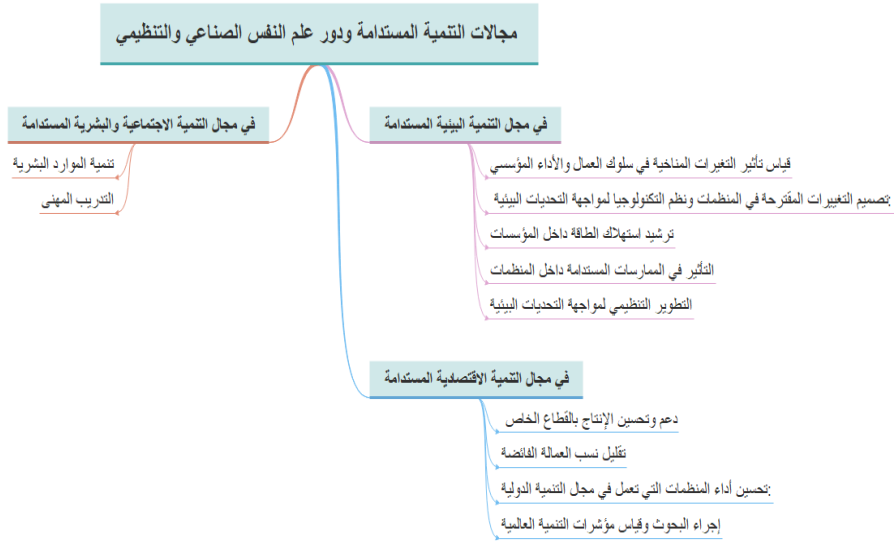 مجالات التنمية المستدامة ودور علم النفس الصناعي والتنظيمي
في مجال التنمية البيئية المستدامة
قياس تأثير التغيرات المناخية في سلوك العمال والأداء المؤسسي
تصميم التغييرات المقترحة في المنظمات ونظم التكنولوجيا لمواجهة التحديات البيئية:
ترشيد استهلاك الطاقة داخل المؤسسات
التأثير في الممارسات المستدامة داخل المنظمات
التطوير التنظيمي لمواجهة التحديات البيئية
في مجال التنمية الاجتماعية والبشرية المستدامة
تنمية الموارد البشرية
التدريب المهنى
في مجال التنمية الاقتصادية المستدامة
دعم وتحسين الإنتاج بالقطاع الخاص
تقليل نسب العمالة الفائضة
تحسين أداء المنظمات التي تعمل في مجال التنمية الدولية:
إجراء البحوث وقياس مؤشرات التنمية العالمية